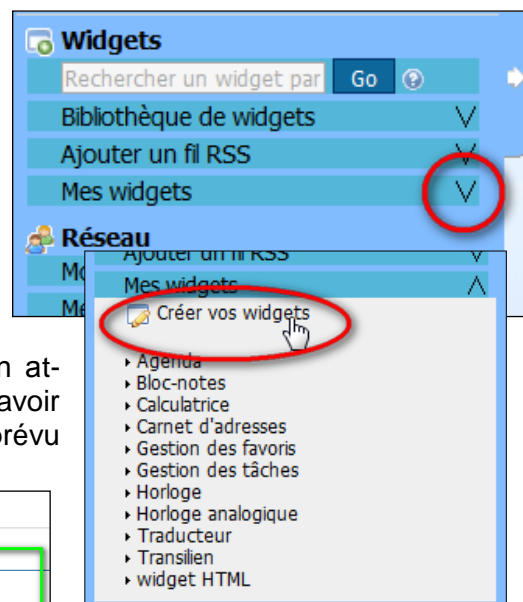 Widgets
Rechercher un widget par Go ?
Bibliothèque de widgets
Ajouter un fil RSS
Mes widgets
Réseau
Ajouter un fil RSS
Mes widgets
Créer vos widgets
Agenda
Bloc-notes
Calculatrice
Carnet d'adresses
Gestion des favoris
Gestion des tâches
Horloge
Horloge analogique
Traducteur
Transilien
widget HTML
at-
avoir